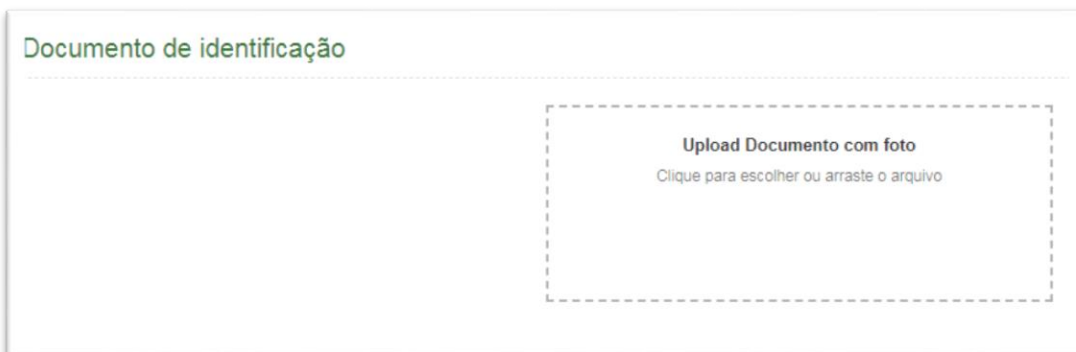 Documento de identificação
Upload Documento com foto
Clique para escolher ou arraste o arquivo